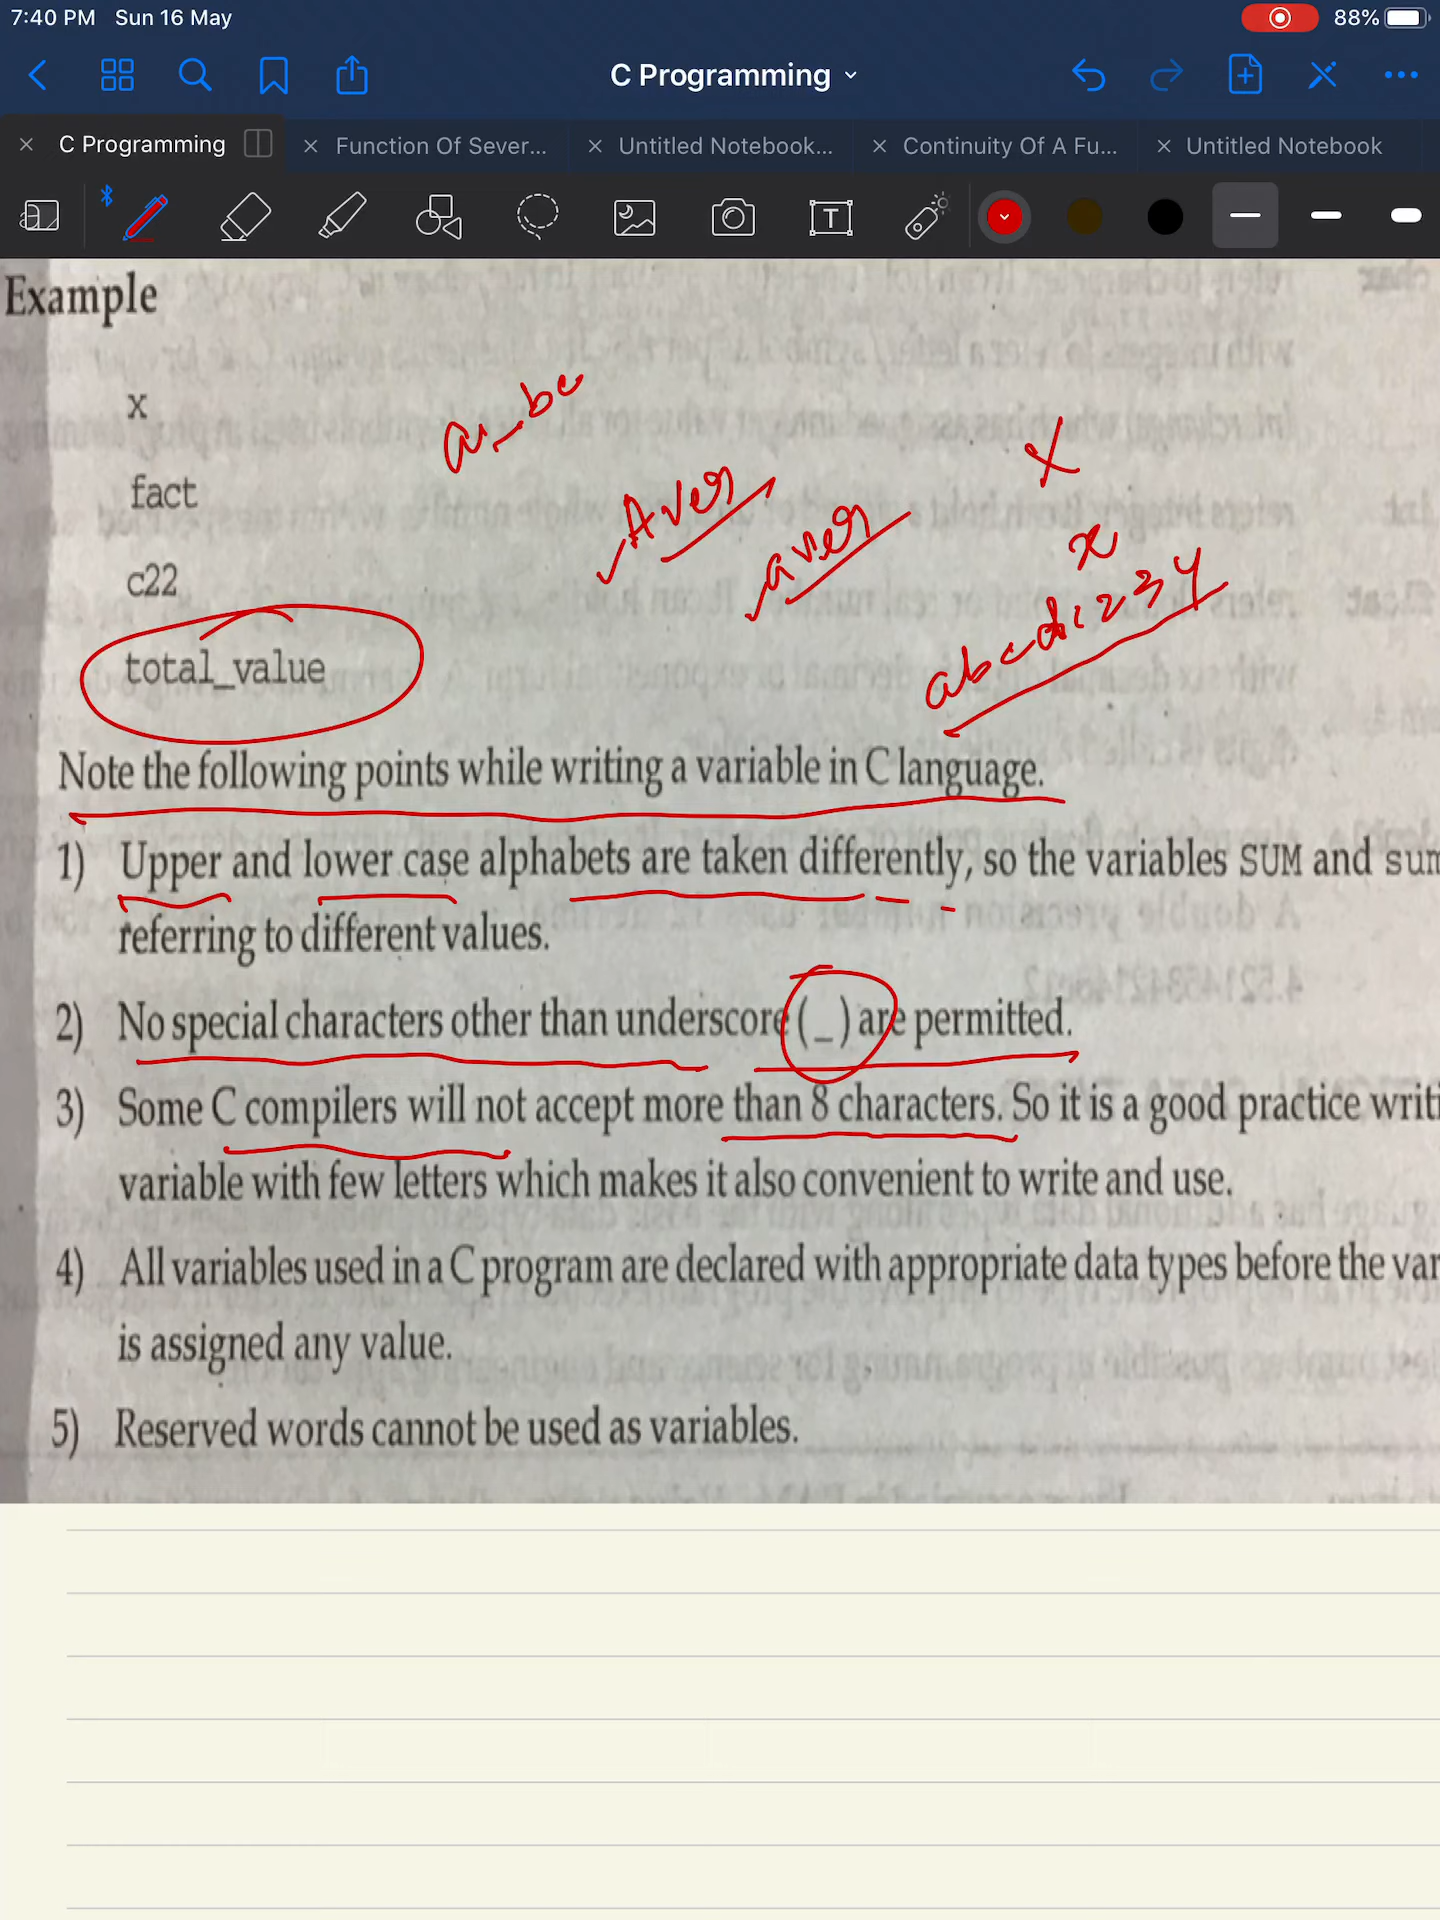 7:40 PM Sun 16 May
88%
C Programming
C Programming
Function Of Sever...
Untitled Notebook...
Continuity Of A Fu...
Untitled Notebook
Example
x
fact
c22
total_value
Aver
aver
x
x
Note the following points while writing a variable in C language.
1) Upper and lower case alphabets are taken differently, so the variables SUM and sum
referring to different values.
2) No special characters other than underscore (_) are permitted.
3) Some C compilers will not accept more than 8 characters. So it is a good practice writi
variable with few letters which makes it also convenient to write and use.
4) All variables used in a C program are declared with appropriate data types before the var
is assigned any value.
5) Reserved words cannot be used as variables.